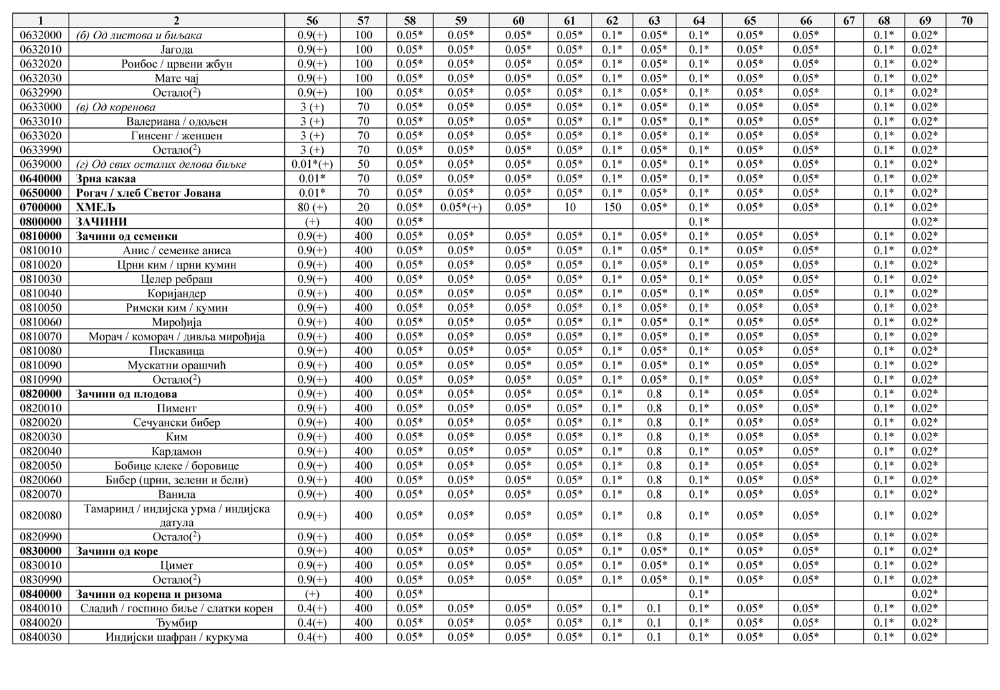 1 2 56 57 58 59 60 61 62 63 64 65 66 67 68 69 70
0632000 (б) Од листова и биљака 0.9(+) 100 0.05* 0.05* 0.05* 0.05* 0.1* 0.05* 0.1* 0.05* 0.05* 0.1* 0.02*
0632010 Јагода 0.9(+) 100 0.05* 0.05* 0.05* 0.05* 0.1* 0.05* 0.1* 0.05* 0.05* 0.1* 0.02*
0632020 Роибос / црвени жбун 0.9(+) 100 0.05* 0.05* 0.05* 0.05* 0.1* 0.05* 0.1* 0.05* 0.05* 0.1* 0.02*
0632030 Мате чај 0.9(+) 100 0.05* 0.05* 0.05* 0.05* 0.1* 0.05* 0.1* 0.05* 0.05* 0.1* 0.02*
0632990 Остало(2) 0.9(+) 100 0.05* 0.05* 0.05* 0.05* 0.1* 0.05* 0.1* 0.05* 0.05* 0.1* 0.02*
0633000 (в) Од коренова 3 (+) 70 0.05* 0.05* 0.05* 0.05* 0.1* 0.05* 0.1* 0.05* 0.05* 0.1* 0.02*
0633010 Валериана / одољен 3 (+) 70 0.05* 0.05* 0.05* 0.05* 0.1* 0.05* 0.1* 0.05* 0.05* 0.1* 0.02*
0633020 Гинсенг / женшен 3 (+) 70 0.05* 0.05* 0.05* 0.05* 0.1* 0.05* 0.1* 0.05* 0.05* 0.1* 0.02*
0633990 Остало(2) 3 (+) 70 0.05* 0.05* 0.05* 0.05* 0.1* 0.05* 0.1* 0.05* 0.05* 0.1* 0.02*
0639000 (г) Од свих осталих делова биљке 0.01*(+) 50 0.05* 0.05* 0.05* 0.05* 0.1* 0.05* 0.1* 0.05* 0.05* 0.1* 0.02*
0640000 Зрна какаа 0.01* 70 0.05* 0.05* 0.05* 0.05* 0.1* 0.05* 0.1* 0.05* 0.05* 0.1* 0.02*
0650000 Рогач / хлеб Светог Јована 0.01* 70 0.05* 0.05* 0.05* 0.05* 0.1* 0.05* 0.1* 0.05* 0.05* 0.1* 0.02*
0700000 ХМЕЉ 80 (+) 20 0.05* 0.05*(+) 0.05* 10 150 0.05* 0.1* 0.05* 0.05* 0.1* 0.02*
0800000 ЗАЧИНИ (+) 400 0.05* 0.1* 0.02*
0810000 Зачини од семенки 0.9(+) 400 0.05* 0.05* 0.05* 0.05* 0.1* 0.05* 0.1* 0.05* 0.05* 0.1* 0.02*
0810010 Анис / семенке аниса 0.9(+) 400 0.05* 0.05* 0.05* 0.05* 0.1* 0.05* 0.1* 0.05* 0.05* 0.1* 0.02*
0810020 Црни ким / црни кумин 0.9(+) 400 0.05* 0.05* 0.05* 0.05* 0.1* 0.05* 0.1* 0.05* 0.05* 0.1* 0.02*
0810030 Целер ребраш 0.9(+) 400 0.05* 0.05* 0.05* 0.05* 0.1* 0.05* 0.1* 0.05* 0.05* 0.1* 0.02*
0810040 Коријандер 0.9(+) 400 0.05* 0.05* 0.05* 0.05* 0.1* 0.05* 0.1* 0.05* 0.05* 0.1* 0.02*
0810050 Римски ким / кумин 0.9(+) 400 0.05* 0.05* 0.05* 0.05* 0.1* 0.05* 0.1* 0.05* 0.05* 0.1* 0.02*
0810060 Мирођија 0.9(+) 400 0.05* 0.05* 0.05* 0.05* 0.1* 0.05* 0.1* 0.05* 0.05* 0.1* 0.02*
0810070 Морач / коморач / дивља мирођија 0.9(+) 400 0.05* 0.05* 0.05* 0.05* 0.1* 0.05* 0.1* 0.05* 0.05* 0.1* 0.02*
0810080 Пискавица 0.9(+) 400 0.05* 0.05* 0.05* 0.05* 0.1* 0.05* 0.1* 0.05* 0.05* 0.1* 0.02*
0810090 Мускатни орашчић 0.9(+) 400 0.05* 0.05* 0.05* 0.05* 0.1* 0.05* 0.1* 0.05* 0.05* 0.1* 0.02*
0810990 Остало(2) 0.9(+) 400 0.05* 0.05* 0.05* 0.05* 0.1* 0.05* 0.1* 0.05* 0.05* 0.1* 0.02*
0820000 Зачини од плодова 0.9(+) 400 0.05* 0.05* 0.05* 0.05* 0.1* 0.8 0.1* 0.05* 0.05* 0.1* 0.02*
0820010 Пимент 0.9(+) 400 0.05* 0.05* 0.05* 0.05* 0.1* 0.8 0.1* 0.05* 0.05* 0.1* 0.02*
0820020 Сечуански бибер 0.9(+) 400 0.05* 0.05* 0.05* 0.05* 0.1* 0.8 0.1* 0.05* 0.05* 0.1* 0.02*
0820030 Ким 0.9(+) 400 0.05* 0.05* 0.05* 0.05* 0.1* 0.8 0.1* 0.05* 0.05* 0.1* 0.02*
0820040 Кардамон 0.9(+) 400 0.05* 0.05* 0.05* 0.05* 0.1* 0.8 0.1* 0.05* 0.05* 0.1* 0.02*
0820050 Бобице клеке / боровице 0.9(+) 400 0.05* 0.05* 0.05* 0.05* 0.1* 0.8 0.1* 0.05* 0.05* 0.1* 0.02*
0820060 Бибер (црни, зелени и бели) 0.9(+) 400 0.05* 0.05* 0.05* 0.05* 0.1* 0.8 0.1* 0.05* 0.05* 0.1* 0.02*
0820070 Ванила 0.9(+) 400 0.05* 0.05* 0.05* 0.05* 0.1* 0.8 0.1* 0.05* 0.05* 0.1* 0.02*
0820080 Тамаринд / индијска урма / индијска
датула 0.9(+) 400 0.05* 0.05* 0.05* 0.05* 0.1* 0.8 0.1* 0.05* 0.05* 0.1* 0.02*
0820990 Остало(2) 0.9(+) 400 0.05* 0.05* 0.05* 0.05* 0.1* 0.8 0.1* 0.05* 0.05* 0.1* 0.02*
0830000 Зачини од коре 0.9(+) 400 0.05* 0.05* 0.05* 0.05* 0.1* 0.05* 0.1* 0.05* 0.05* 0.1* 0.02*
0830010 Цимет 0.9(+) 400 0.05* 0.05* 0.05* 0.05* 0.1* 0.05* 0.1* 0.05* 0.05* 0.1* 0.02*
0830990 Остало(2) 0.9(+) 400 0.05* 0.05* 0.05* 0.05* 0.1* 0.05* 0.1* 0.05* 0.05* 0.1* 0.02*
0840000 Зачини од корена и ризома (+) 400 0.05* 0.1* 0.02*
0840010 Сладић / госпино биље / слатки корен 0.4(+) 400 0.05* 0.05* 0.05* 0.05* 0.1* 0.1 0.1* 0.05* 0.05* 0.1* 0.02*
0840020 Ђумбир 0.4(+) 400 0.05* 0.05* 0.05* 0.05* 0.1* 0.1 0.1* 0.05* 0.05* 0.1* 0.02*
0840030 Индијски шафран / куркума 0.4(+) 400 0.05* 0.05* 0.05* 0.05* 0.1* 0.1 0.1* 0.05* 0.05* 0.1* 0.02*